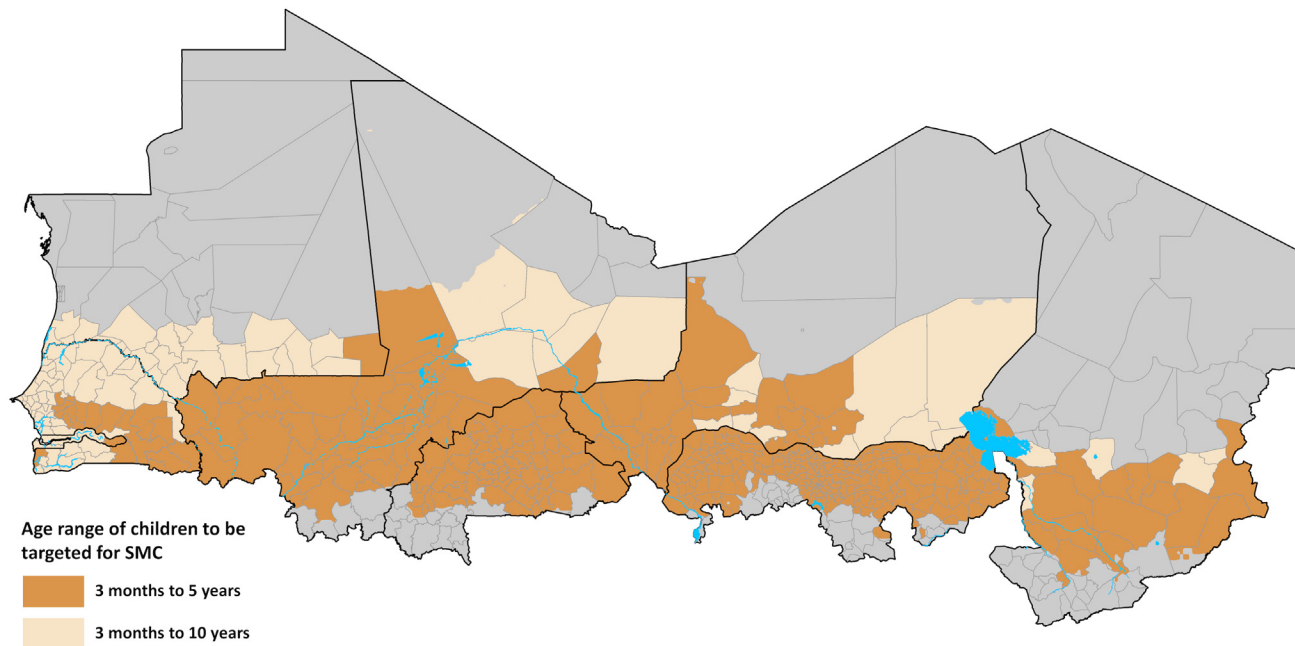 Age range of children to be
targeted for SMC
3 months to 5 years
3 months to 10 years